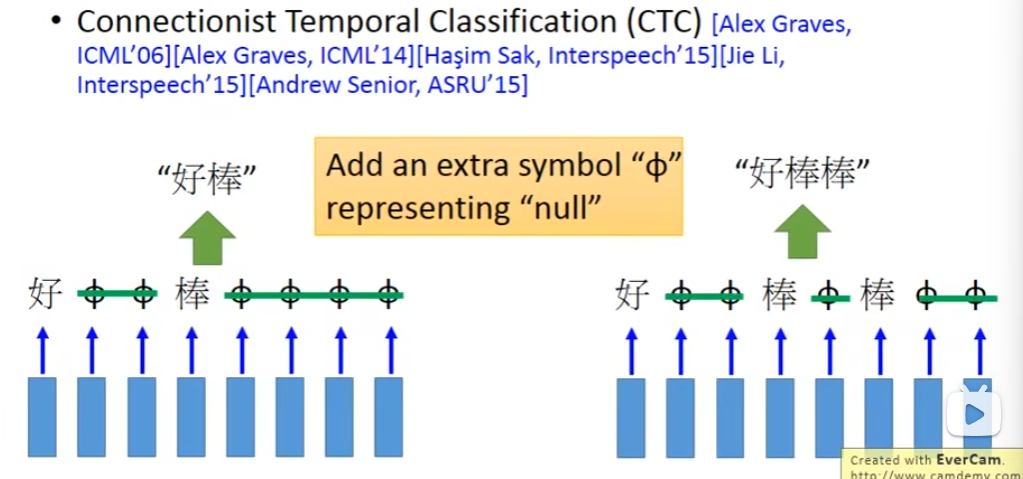 • Connectionist Temporal Classification (CTC) [Alex Graves,
ICML’06][Alex Graves, ICML’14][Haşim Sak, Interspeech’15][Jie Li,
Interspeech’15][Andrew Senior, ASRU’15]
“好棒”
Add an extra symbol “ϕ”
representing “null”
“好棒棒”
好 ϕ ϕ 棒 ϕ ϕ ϕ ϕ
好 ϕ ϕ 棒 ϕ 棒 ϕ ϕ
Created with EverCam.
http://www.camdemy.com